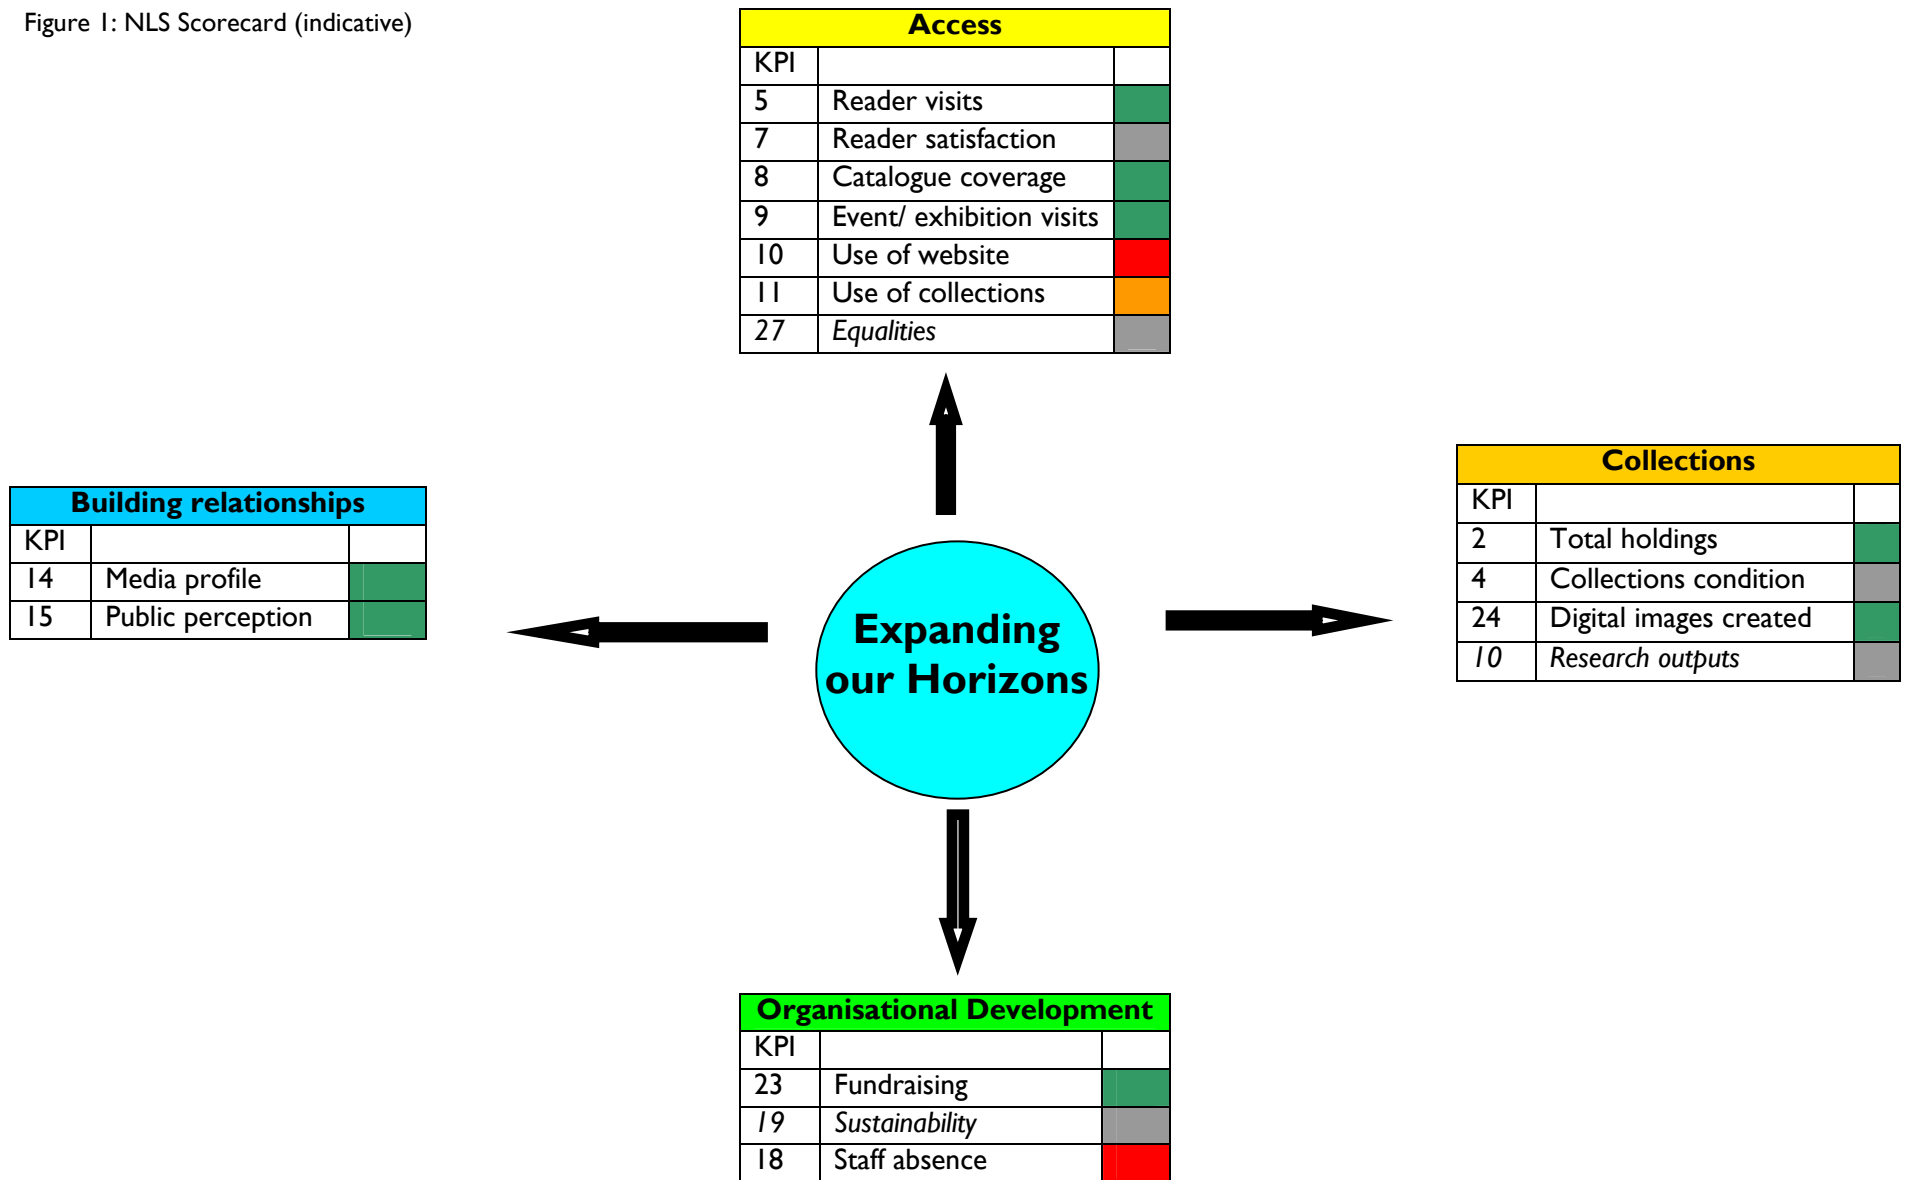 Figure 1: NLS Scorecard (indicative)
Access
KPI
5 Reader visits
7 Reader satisfaction
8 Catalogue coverage
9 Event/ exhibition visits
10 Use of website
11 Use of collections
27 Equalities
Building relationships
KPI
14 Media profile
15 Public perception
Expanding
our Horizons
Collections
KPI
2 Total holdings
4 Collections condition
24 Digital images created
10 Research outputs
Organisational Development
KPI
23 Fundraising
19 Sustainability
18 Staff absence